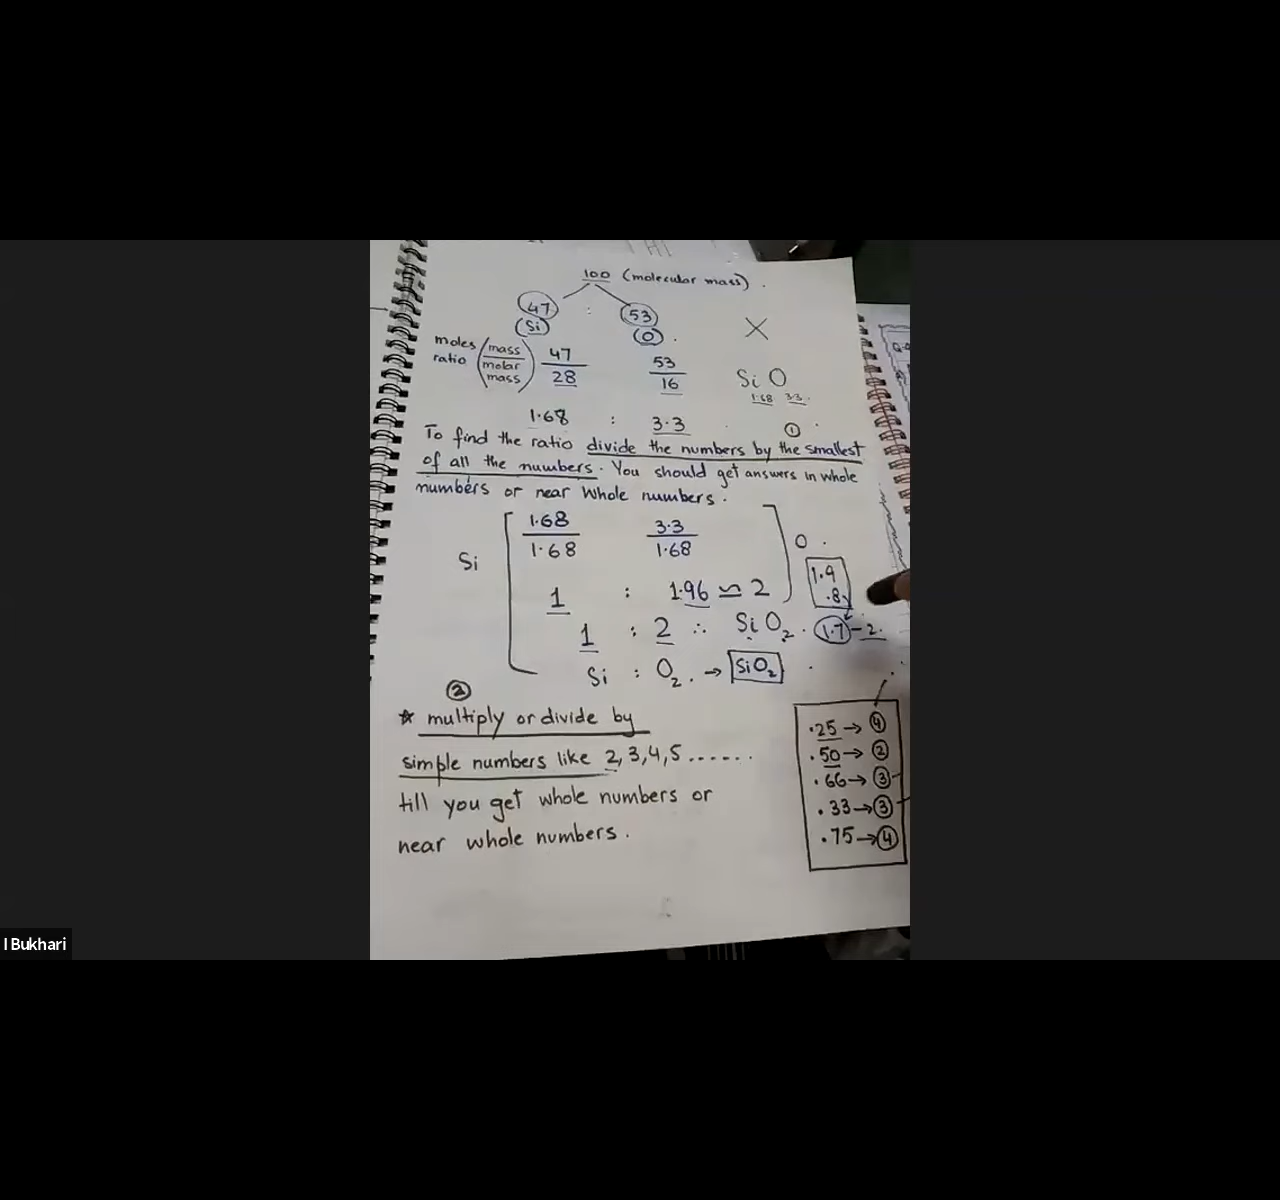 100 (molecular mass).
47 : 53
(Si) (O).
moles ratio (mass / molar mass) 47/28 53/16 X
Si O
1.68 3.3.
1.68 : 3.3 ①
To find the ratio divide the numbers by the smallest
of all the numbers. You should get answers in whole
numbers or near whole numbers.
1.68/1.68 3.3/1.68
Si O
1 : 1.96 ≃ 2
1.9
.8
1 : 2 ∴ SiO₂. 1.7 - 2.
Si : O₂. → SiO₂
②
* multiply or divide by
simple numbers like 2, 3, 4, 5 ......
till you get whole numbers or
near whole numbers.
.25 → ④
.50 → ②
.66 → ③
.33 → ③
.75 → ④
I Bukhari